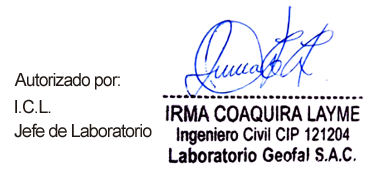 Autorizado por:
I.C.L.
Jefe de Laboratorio
IRMA COAQUIRA LAYME
Ingeniero Civil CIP 121204
Laboratorio Geofal S.A.C.